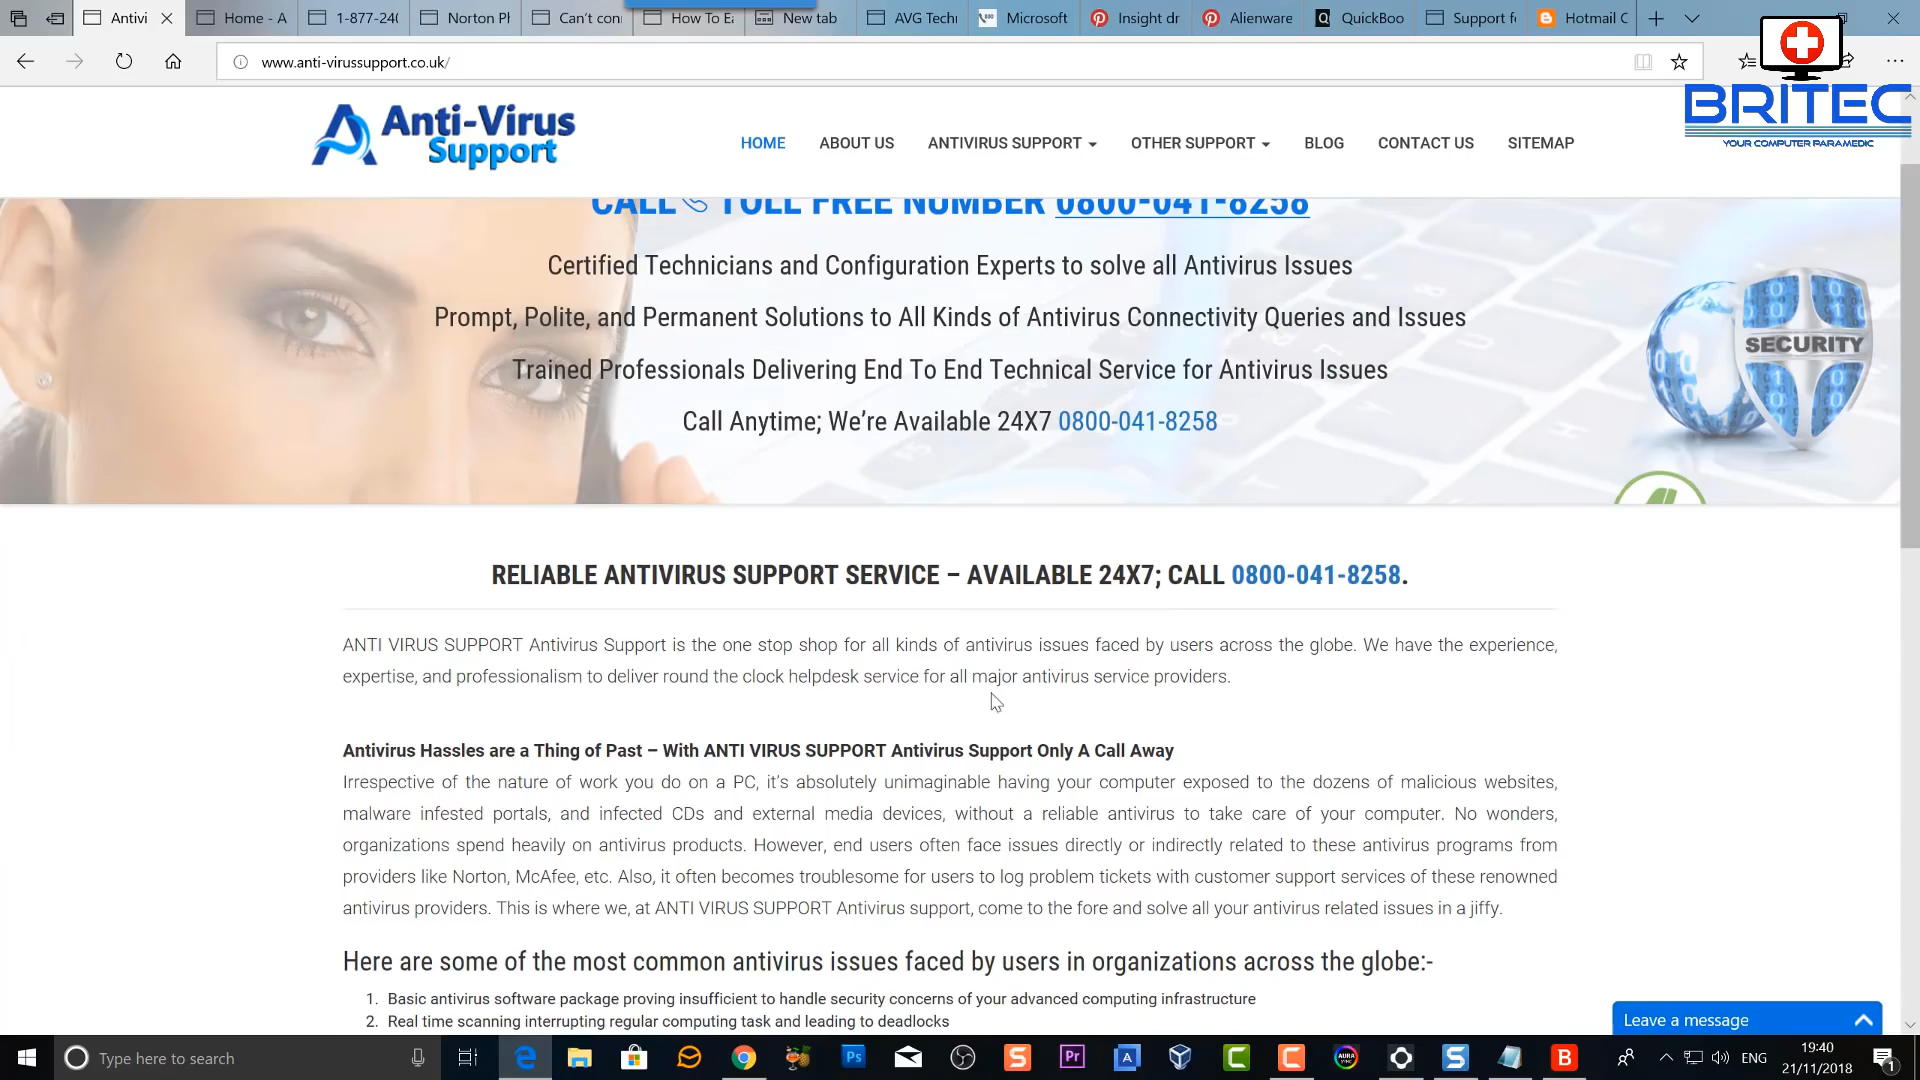 Antivi
Home - A
1-877-240
Norton Ph
Can't con
How To Ea
New tab
AVG Tech
Microsoft
Insight dr
Alienware
QuickBoo
Support fo
Hotmail C
www.anti-virussupport.co.uk/
BRITEC
YOUR COMPUTER PARAMEDIC
Anti-Virus
Support
HOME
ABOUT US
ANTIVIRUS SUPPORT
OTHER SUPPORT
BLOG
CONTACT US
SITEMAP
CALL TOLL FREE NUMBER 0800-041-8258
Certified Technicians and Configuration Experts to solve all Antivirus Issues
Prompt, Polite, and Permanent Solutions to All Kinds of Antivirus Connectivity Queries and Issues
Trained Professionals Delivering End To End Technical Service for Antivirus Issues
Call Anytime; We're Available 24X7 0800-041-8258
SECURITY
RELIABLE ANTIVIRUS SUPPORT SERVICE – AVAILABLE 24X7; CALL 0800-041-8258.
ANTI VIRUS SUPPORT Antivirus Support is the one stop shop for all kinds of antivirus issues faced by users across the globe. We have the experience,
expertise, and professionalism to deliver round the clock helpdesk service for all major antivirus service providers.
Antivirus Hassles are a Thing of Past – With ANTI VIRUS SUPPORT Antivirus Support Only A Call Away
Irrespective of the nature of work you do on a PC, it's absolutely unimaginable having your computer exposed to the dozens of malicious websites,
malware infested portals, and infected CDs and external media devices, without a reliable antivirus to take care of your computer. No wonders,
organizations spend heavily on antivirus products. However, end users often face issues directly or indirectly related to these antivirus programs from
providers like Norton, McAfee, etc. Also, it often becomes troublesome for users to log problem tickets with customer support services of these renowned
antivirus providers. This is where we, at ANTI VIRUS SUPPORT Antivirus support, come to the fore and solve all your antivirus related issues in a jiffy.
Here are some of the most common antivirus issues faced by users in organizations across the globe:-
1. Basic antivirus software package proving insufficient to handle security concerns of your advanced computing infrastructure
2. Real time scanning interrupting regular computing task and leading to deadlocks
Leave a message
Type here to search
ENG
19:40
21/11/2018